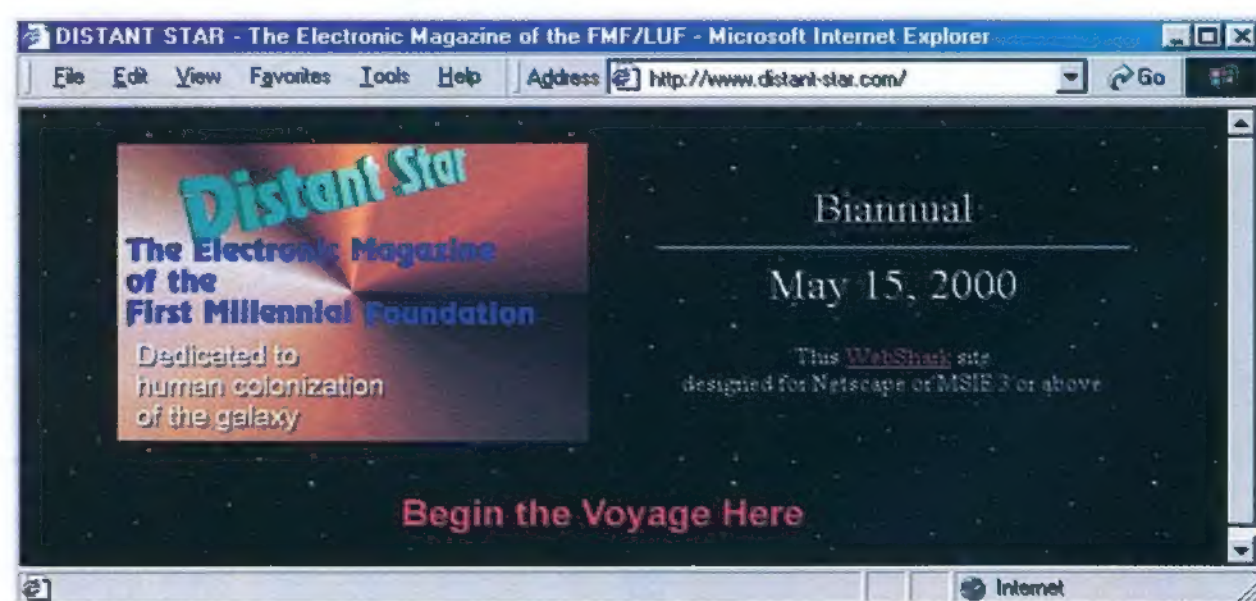 DISTANT STAR - The Electronic Magazine of the FMF/LUF - Microsoft Internet Explorer
File Edit View Favorites Tools Help Address http://www.distant-star.com/ Go
Distant Star
The Electronic Magazine
of the
First Millennial Foundation
Dedicated to
human colonization
of the galaxy
Biannual
May 15, 2000
This WebShark site
designed for Netscape or MSIE 3 or above
Begin the Voyage Here
Internet